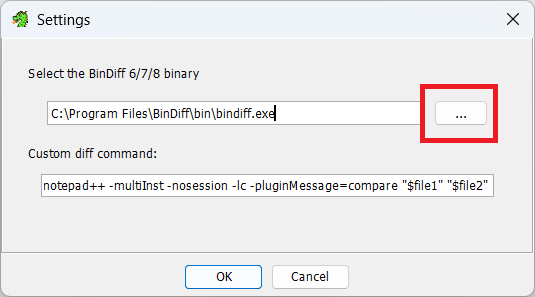 Settings
Select the BinDiff 6/7/8 binary
C:\Program Files\BinDiff\bin\bindiff.exe
...
Custom diff command:
notepad++ -multiInst -nosession -lc -pluginMessage=compare "$file1" "$file2"
OK
Cancel